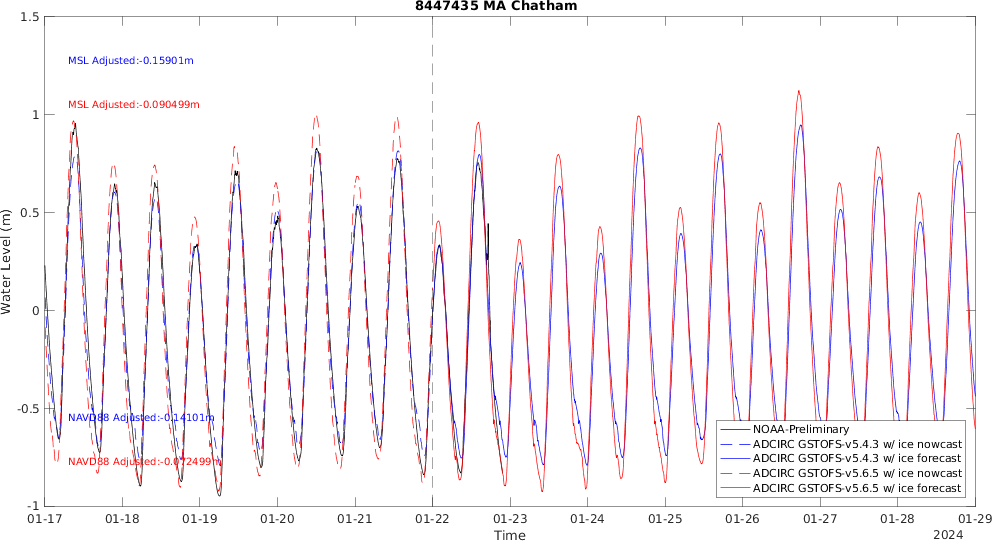 8447435 MA Chatham
1.5
MSL Adjusted:-0.15901m
MSL Adjusted:-0.090499m
1
0.5
Water Level (m)
0
-0.5
NAVD88 Adjusted:-0.14101m
NAVD88 Adjusted:-0.072499m
-1
NOAA-Preliminary
ADCIRC GSTOFS-v5.4.3 w/ ice nowcast
ADCIRC GSTOFS-v5.4.3 w/ ice forecast
ADCIRC GSTOFS-v5.6.5 w/ ice nowcast
ADCIRC GSTOFS-v5.6.5 w/ ice forecast
01-17 01-18 01-19 01-20 01-21 01-22 01-23 01-24 01-25 01-26 01-27 01-28 01-29
Time
2024